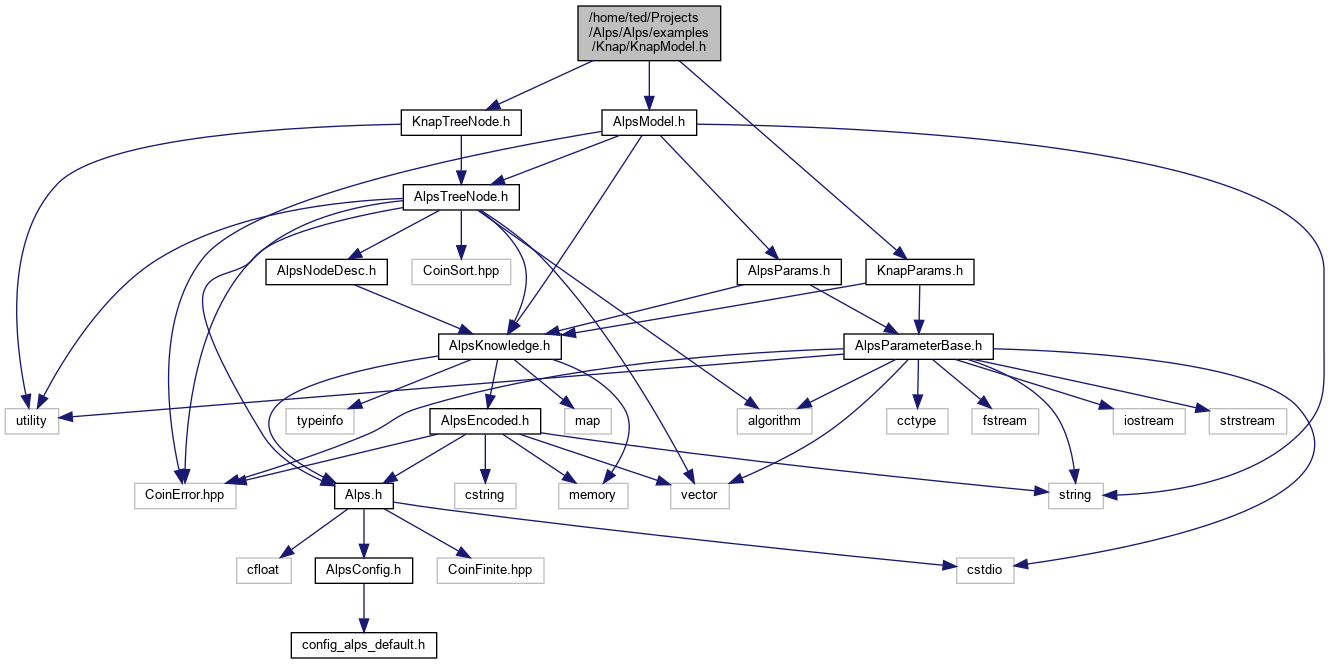 /home/ted/Projects
/Alps/Alps/examples
/Knap/KnapModel.h
KnapTreeNode.h
AlpsModel.h
AlpsTreeNode.h
AlpsNodeDesc.h
CoinSort.hpp
AlpsParams.h
KnapParams.h
AlpsKnowledge.h
AlpsParameterBase.h
utility
typeinfo
AlpsEncoded.h
map
algorithm
cctype
fstream
iostream
strstream
CoinError.hpp
Alps.h
cstring
memory
vector
string
cfloat
AlpsConfig.h
CoinFinite.hpp
cstdio
config_alps_default.h